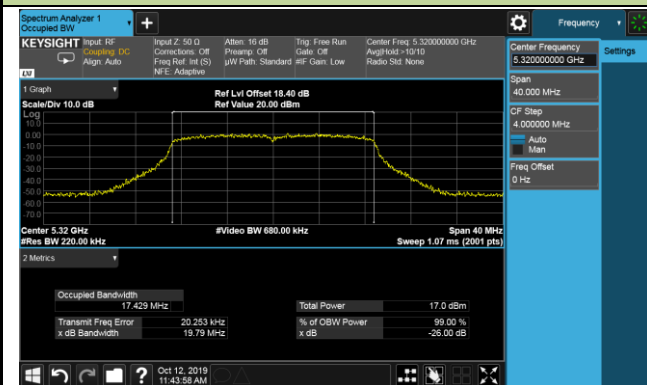 Spectrum Analyzer 1
Occupied BW
+
Frequency
KEYSIGHT
Input: RF
Coupling: DC
Align: Auto
Input Z: 50 Ω
Corrections: Off
Freq Ref: Int (S)
NFE: Adaptive
Atten: 16 dB
Preamp: Off
µW Path: Standard
Trig: Free Run
Gate: Off
#IF Gain: Low
Center Freq: 5.320000000 GHz
Avg|Hold:>10/10
Radio Std: None
LXI
Center Frequency
5.320000000 GHz
Settings
Span
40.000 MHz
CF Step
4.000000 MHz
Auto
Man
Freq Offset
0 Hz
1 Graph
Scale/Div 10.0 dB
Ref Lvl Offset 18.40 dB
Ref Value 20.00 dBm
Log
10.0
0.00
-10.0
-20.0
-30.0
-40.0
-50.0
-60.0
-70.0
Center 5.32 GHz
#Video BW 680.00 kHz
Span 40 MHz
#Res BW 220.00 kHz
Sweep 1.07 ms (2001 pts)
2 Metrics
Occupied Bandwidth
17.429 MHz
Total Power 17.0 dBm
Transmit Freq Error 20.253 kHz
% of OBW Power 99.00 %
x dB Bandwidth 19.79 MHz
x dB -26.00 dB
?
Oct 12, 2019
11:43:58 AM